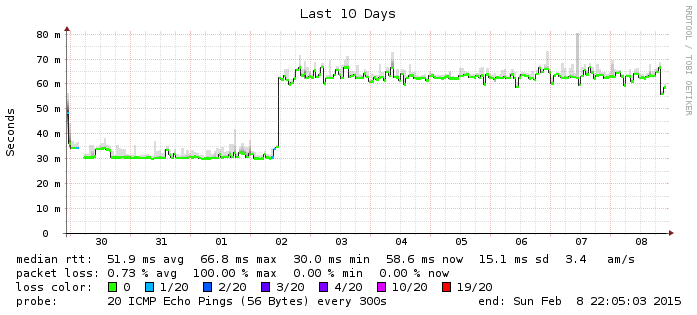 Last 10 Days
RRDTOOL / TOBI OETIKER
Seconds
80 m
70 m
60 m
50 m
40 m
30 m
20 m
10 m
0
30 31 01 02 03 04 05 06 07 08
median rtt: 51.9 ms avg 66.8 ms max 30.0 ms min 58.6 ms now 15.1 ms sd 3.4 am/s
packet loss: 0.73 % avg 100.00 % max 0.00 % min 0.00 % now
loss color: 0 1/20 2/20 3/20 4/20 10/20 19/20
probe: 20 ICMP Echo Pings (56 Bytes) every 300s end: Sun Feb 8 22:05:03 2015